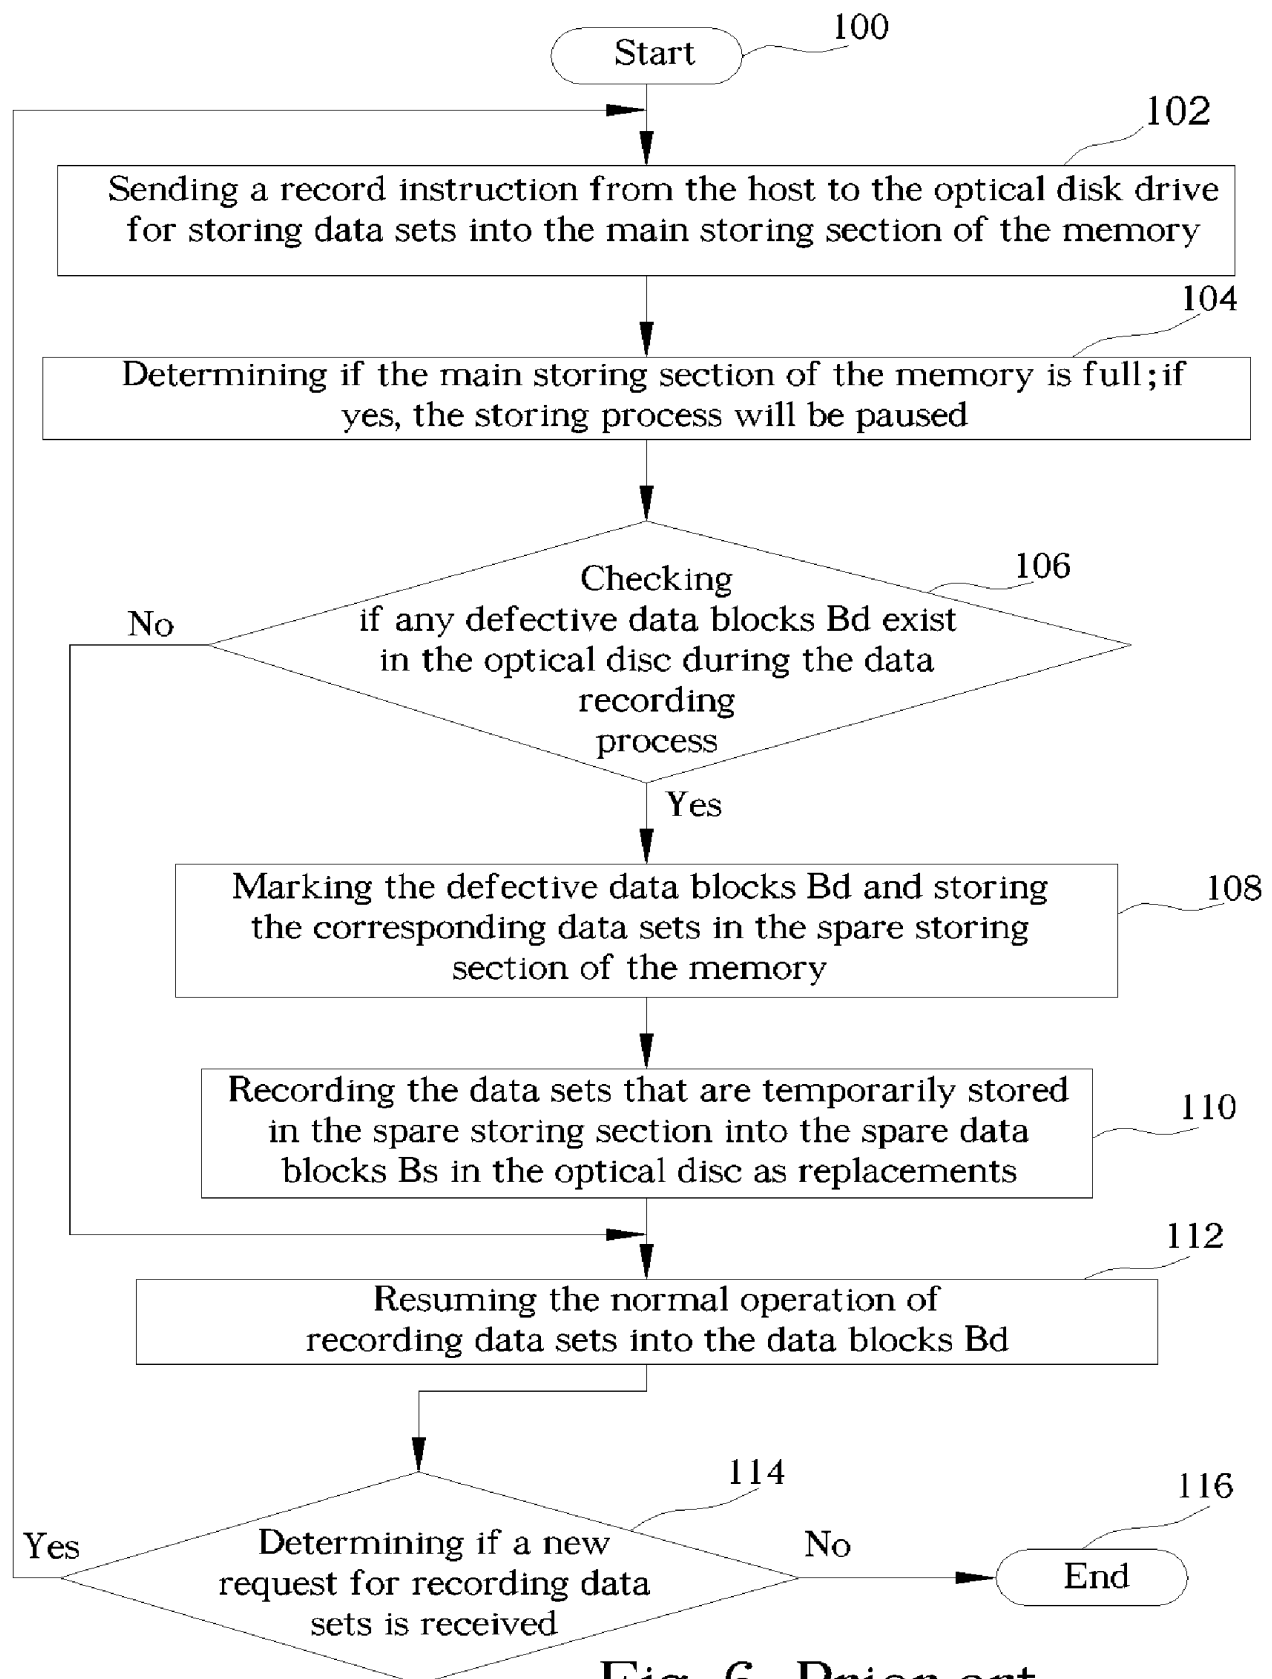 Start
100
102
Sending a record instruction from the host to the optical disk drive
for storing data sets into the main storing section of the memory
104
Determining if the main storing section of the memory is full;if
yes, the storing process will be paused
106
Checking
if any defective data blocks Bd exist
in the optical disc during the data
recording
process
No
Yes
Marking the defective data blocks Bd and storing
the corresponding data sets in the spare storing
section of the memory
108
Recording the data sets that are temporarily stored
in the spare storing section into the spare data
blocks Bs in the optical disc as replacements
110
112
Resuming the normal operation of
recording data sets into the data blocks Bd
114
Determining if a new
request for recording data
sets is received
Yes
No
116
End
Fig. 6 Prior art